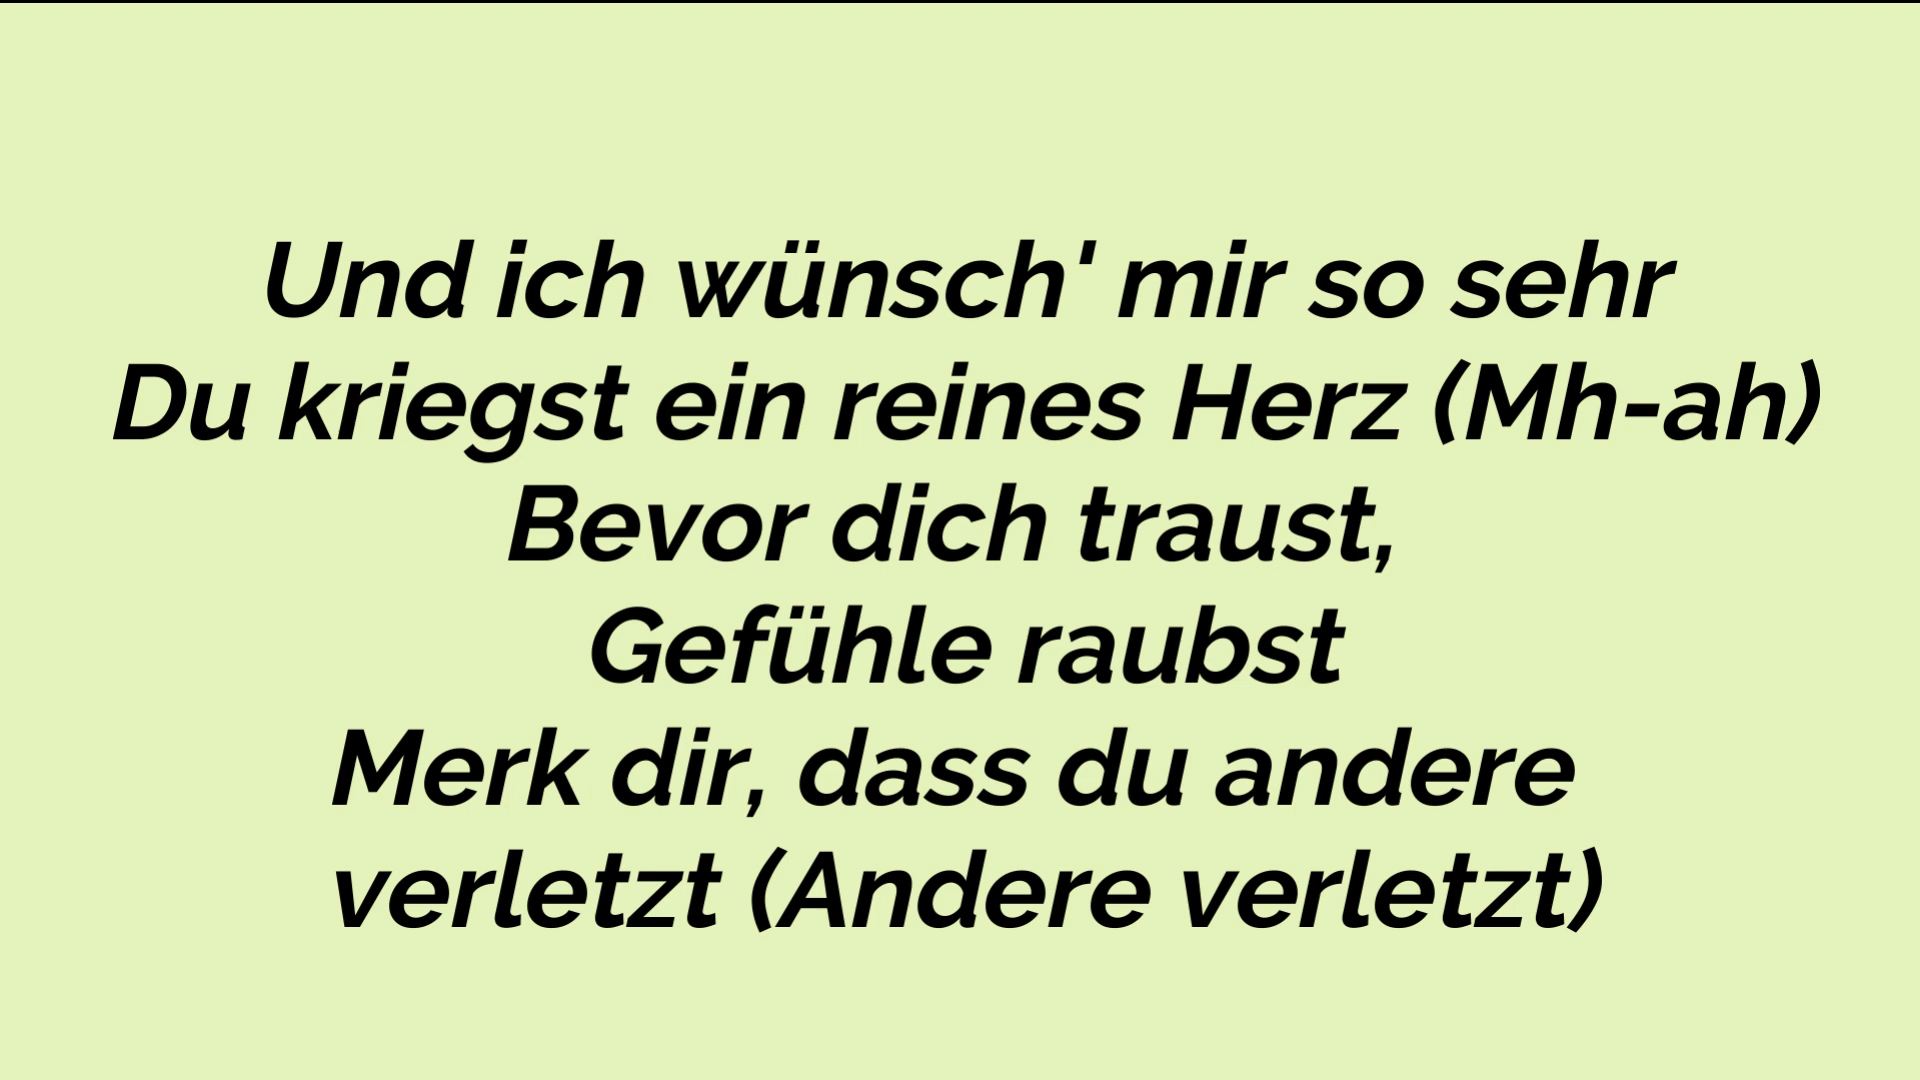 Und ich wünsch' mir so sehr
Du kriegst ein reines Herz (Mh-ah)
Bevor dich traust,
Gefühle raubst
Merk dir, dass du andere
verletzt (Andere verletzt)